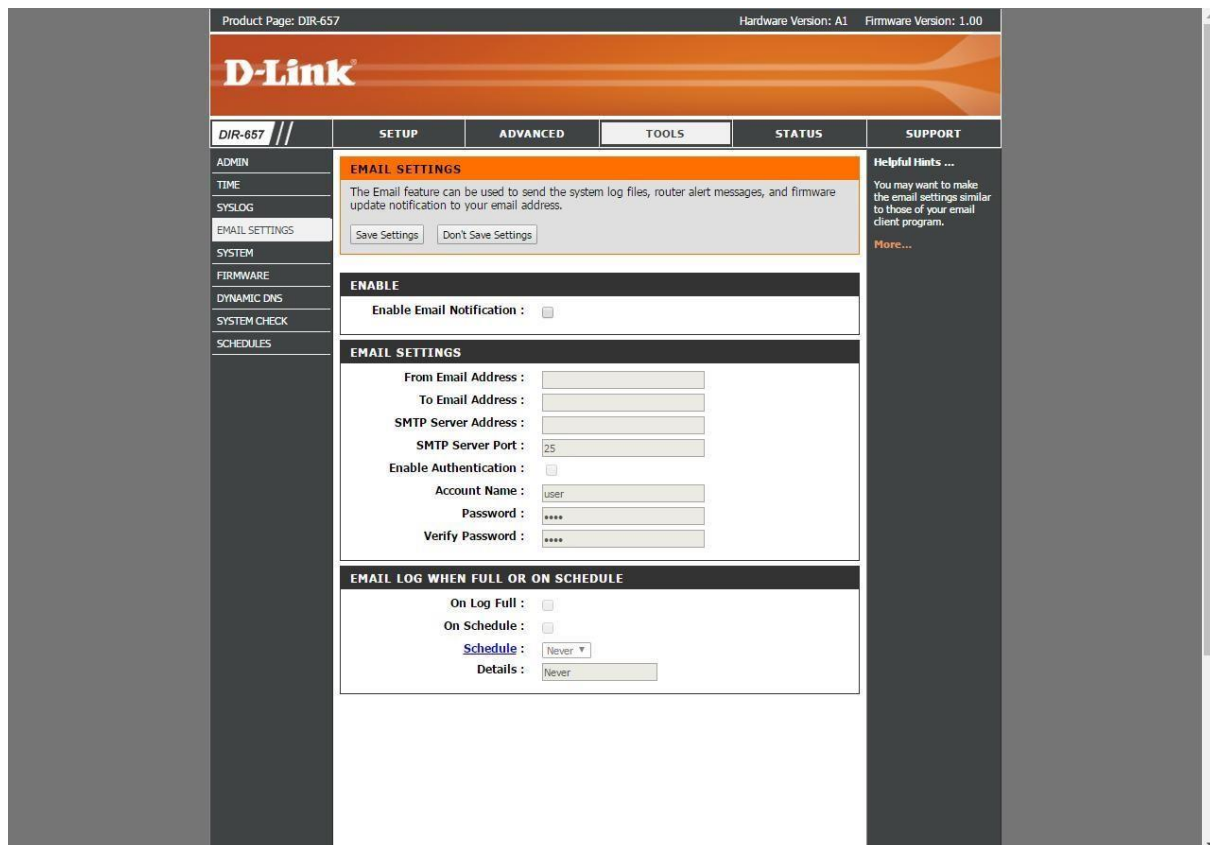 Product Page: DIR-657
Hardware Version: A1 Firmware Version: 1.00
D-Link
DIR-657
SETUP
ADVANCED
TOOLS
STATUS
SUPPORT
ADMIN
TIME
SYSLOG
EMAIL SETTINGS
SYSTEM
FIRMWARE
DYNAMIC DNS
SYSTEM CHECK
SCHEDULES
EMAIL SETTINGS
The Email feature can be used to send the system log files, router alert messages, and firmware
update notification to your email address.
Save Settings Don't Save Settings
ENABLE
Enable Email Notification :
EMAIL SETTINGS
From Email Address :
To Email Address :
SMTP Server Address :
SMTP Server Port : 25
Enable Authentication :
Account Name : user
Password : ••••
Verify Password : ••••
EMAIL LOG WHEN FULL OR ON SCHEDULE
On Log Full :
On Schedule :
Schedule : Never
Details : Never
Helpful Hints ...
You may want to make
the email settings similar
to those of your email
client program.
More...